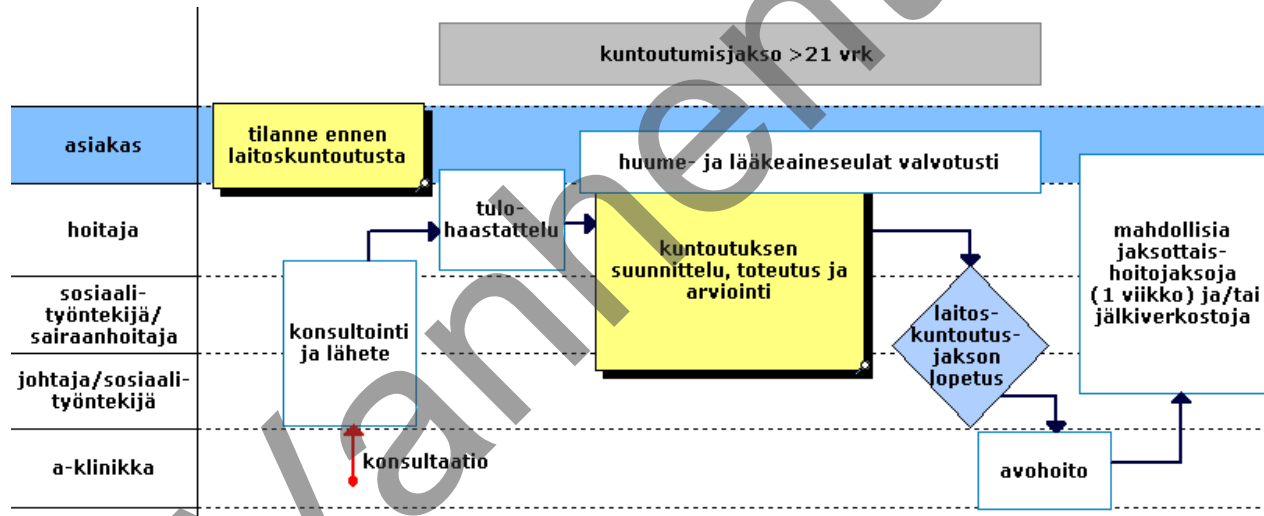 kuntoutumisjakso >21 vrk
asiakas
tilanne ennen
laitoskuntoutusta
huume- ja lääkeaineseulat valvotusti
hoitaja
tulo-
haastattelu
kuntoutuksen
suunnittelu, toteutus ja
arviointi
mahdollisia
jaksottais-
hoitojaksoja
(1 viikko) ja/tai
jälkiverkostoja
sosiaali-
työntekijä/
sairaanhoitaja
konsultointi
ja lähete
laitos-
kuntoutus-
jakson
lopetus
johtaja/sosiaali-
työntekijä
a-klinikka
konsultaatio
avohoito